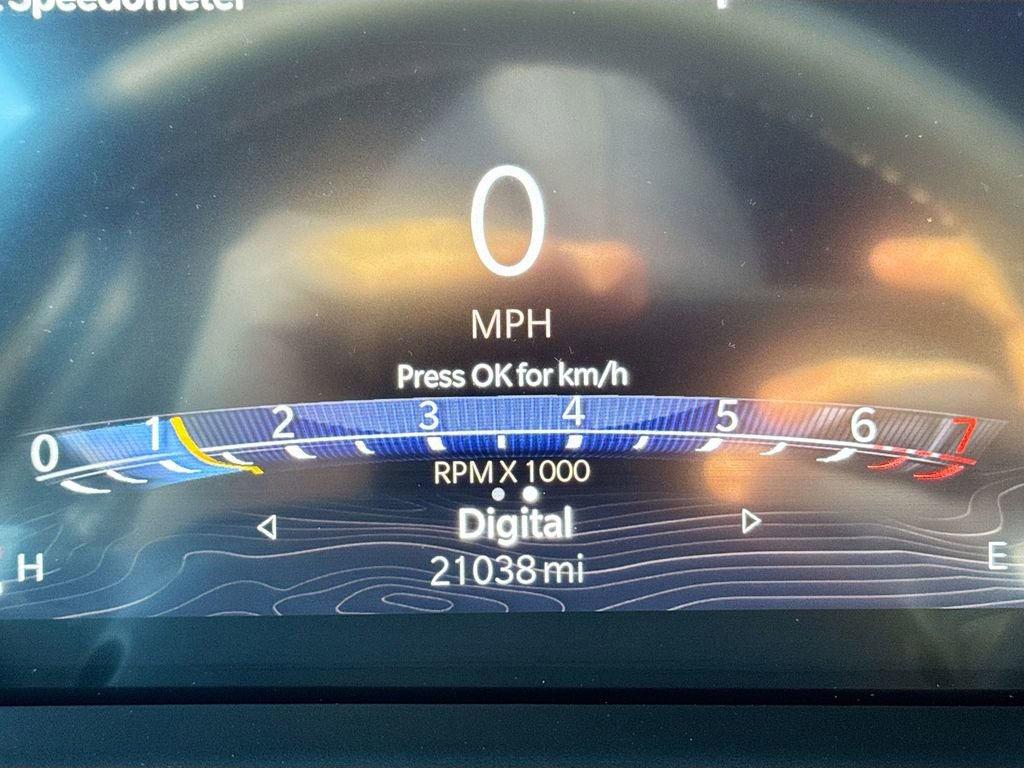 Speedometer
0
MPH
Press OK for km/h
0 1 2 3 4 5 6 7
RPM X 1000
Digital
21038 mi
H
E